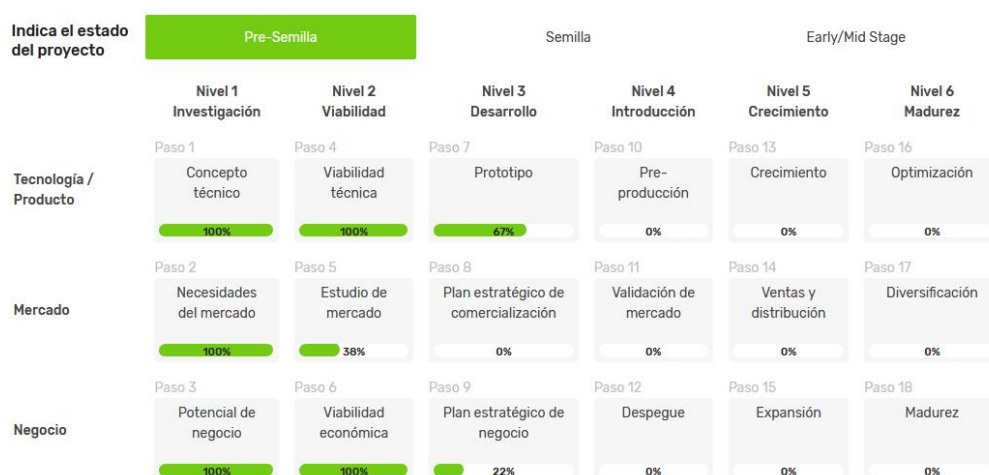 Indica el estado
del proyecto
Pre-Semilla
Semilla
Early/Mid Stage
Nivel 1
Investigación
Nivel 2
Viabilidad
Nivel 3
Desarrollo
Nivel 4
Introducción
Nivel 5
Crecimiento
Nivel 6
Madurez
Tecnología /
Producto
Paso 1
Concepto
técnico
100%
Paso 4
Viabilidad
técnica
100%
Paso 7
Prototipo
67%
Paso 10
Pre-
producción
0%
Paso 13
Crecimiento
0%
Paso 16
Optimización
0%
Mercado
Paso 2
Necesidades
del mercado
100%
Paso 5
Estudio de
mercado
38%
Paso 8
Plan estratégico de
comercialización
0%
Paso 11
Validación de
mercado
0%
Paso 14
Ventas y
distribución
0%
Paso 17
Diversificación
0%
Negocio
Paso 3
Potencial de
negocio
100%
Paso 6
Viabilidad
económica
100%
Paso 9
Plan estratégico de
negocio
22%
Paso 12
Despegue
0%
Paso 15
Expansión
0%
Paso 18
Madurez
0%